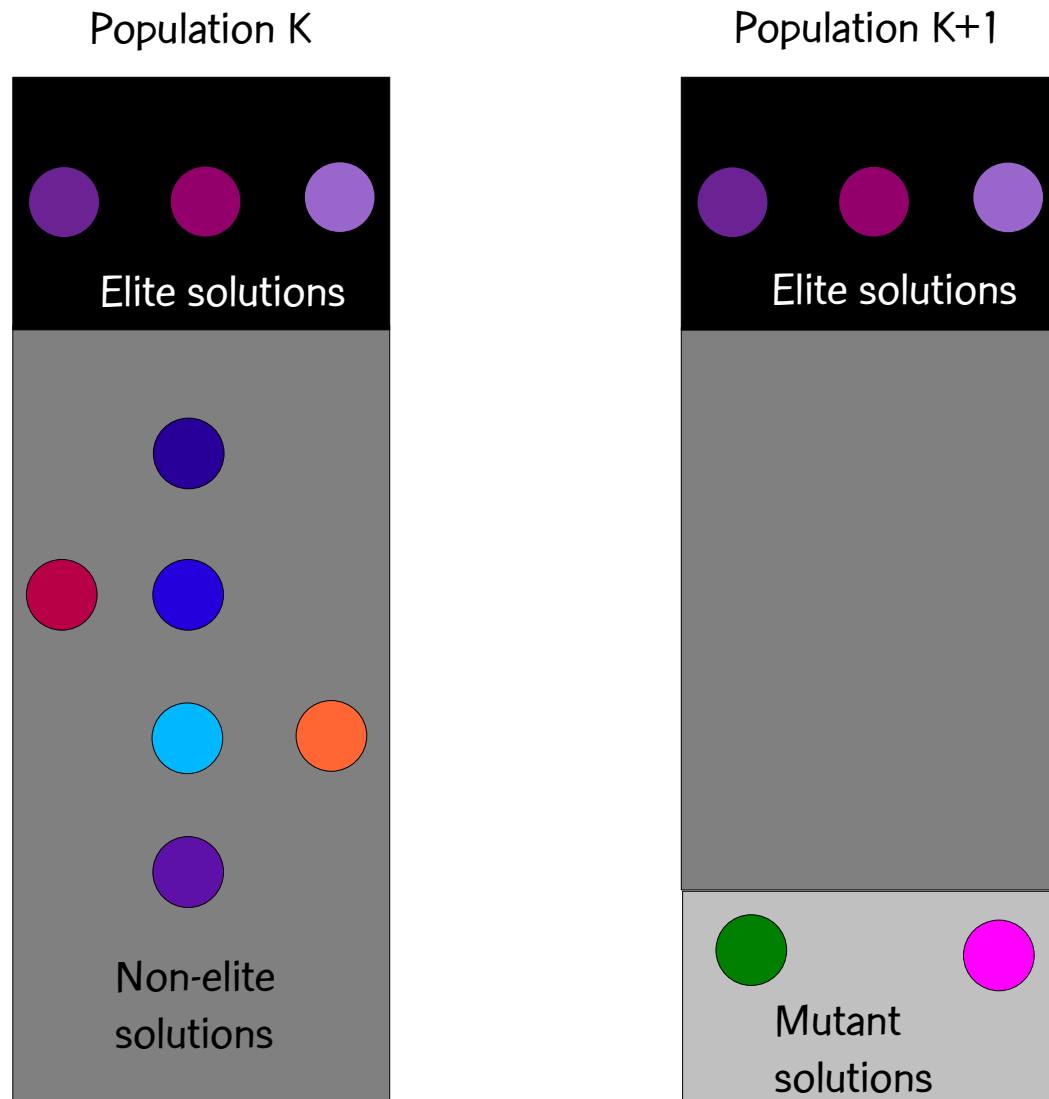 Population K
Population K+1
Elite solutions
Elite solutions
Non-elite
solutions
Mutant
solutions